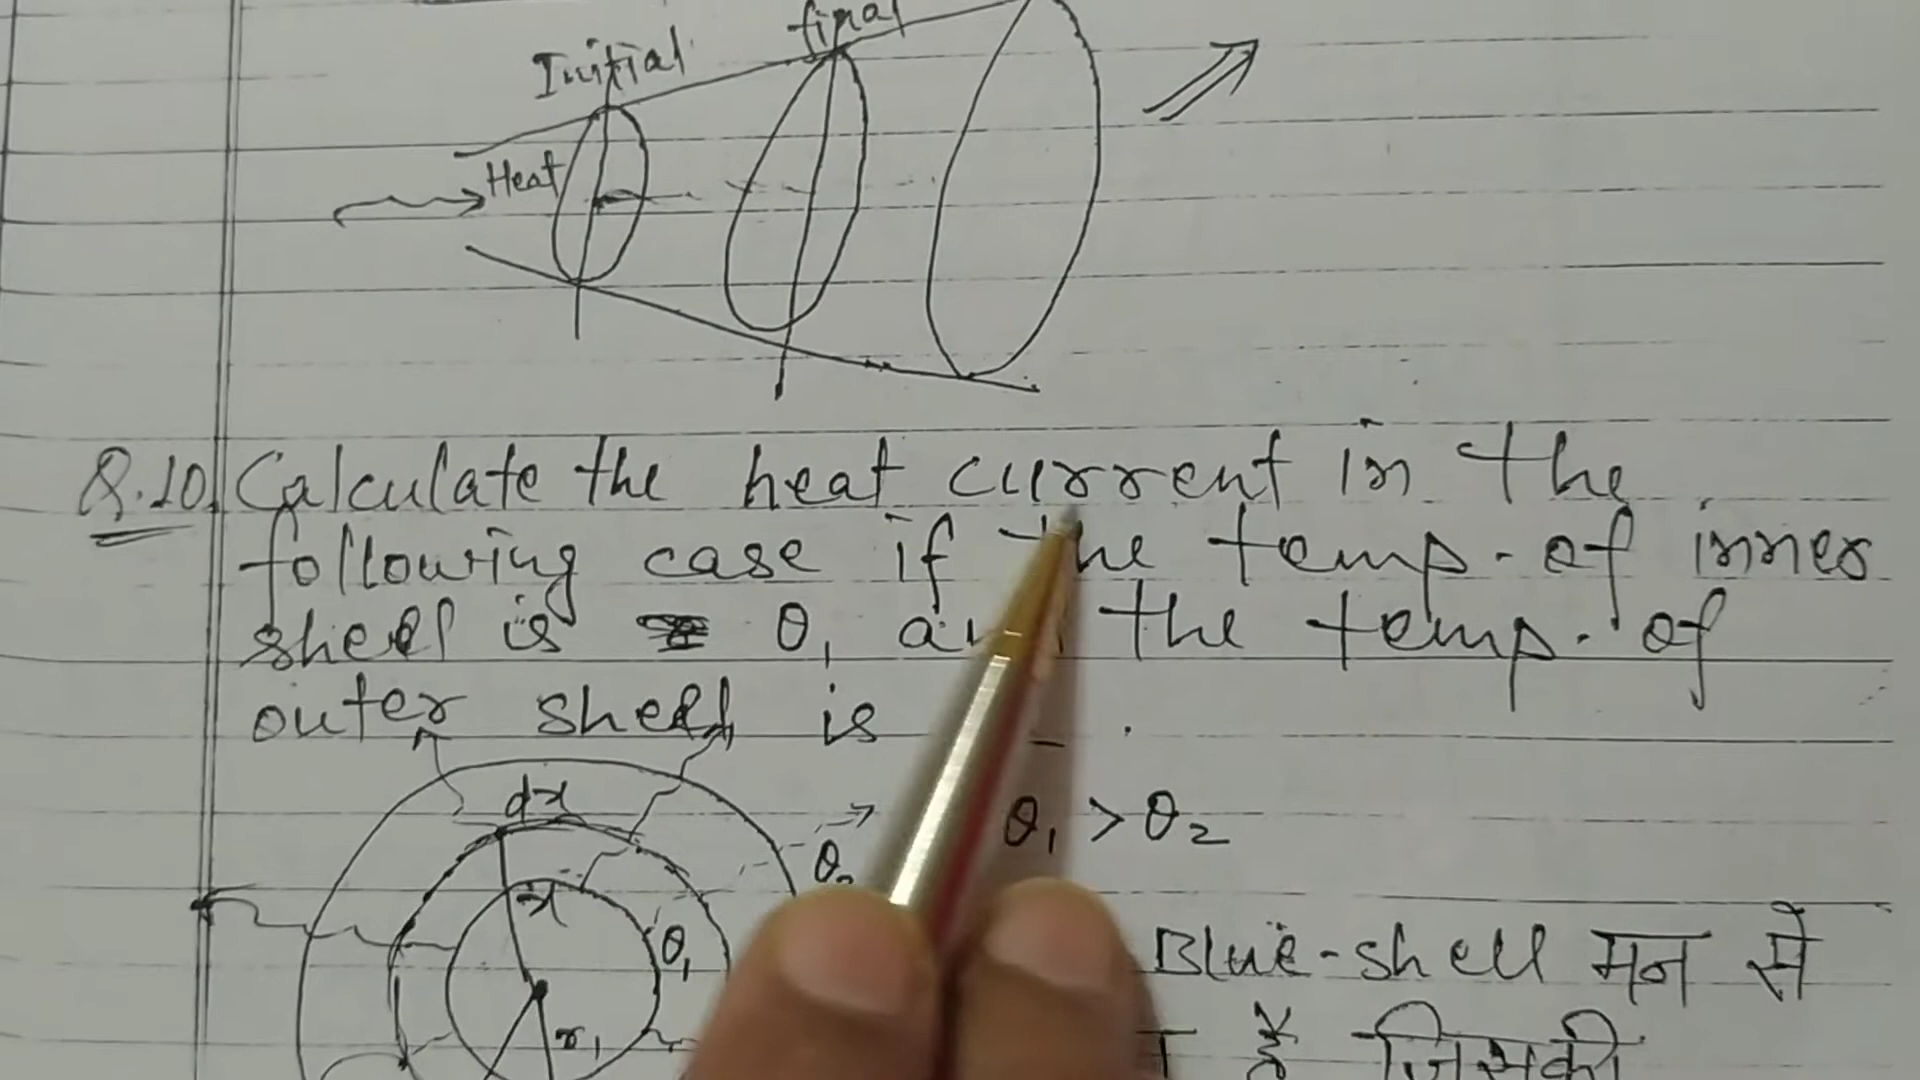 Initial
final
Heat
Q.10. Calculate the heat current in the
following case if the temp. of inner
shell is θ₁ the temp. of
outer shell is
dx
θ₁ > θ₂
θ₂
x
θ₁
Blue-shell मन से
r₁
है जिसकी